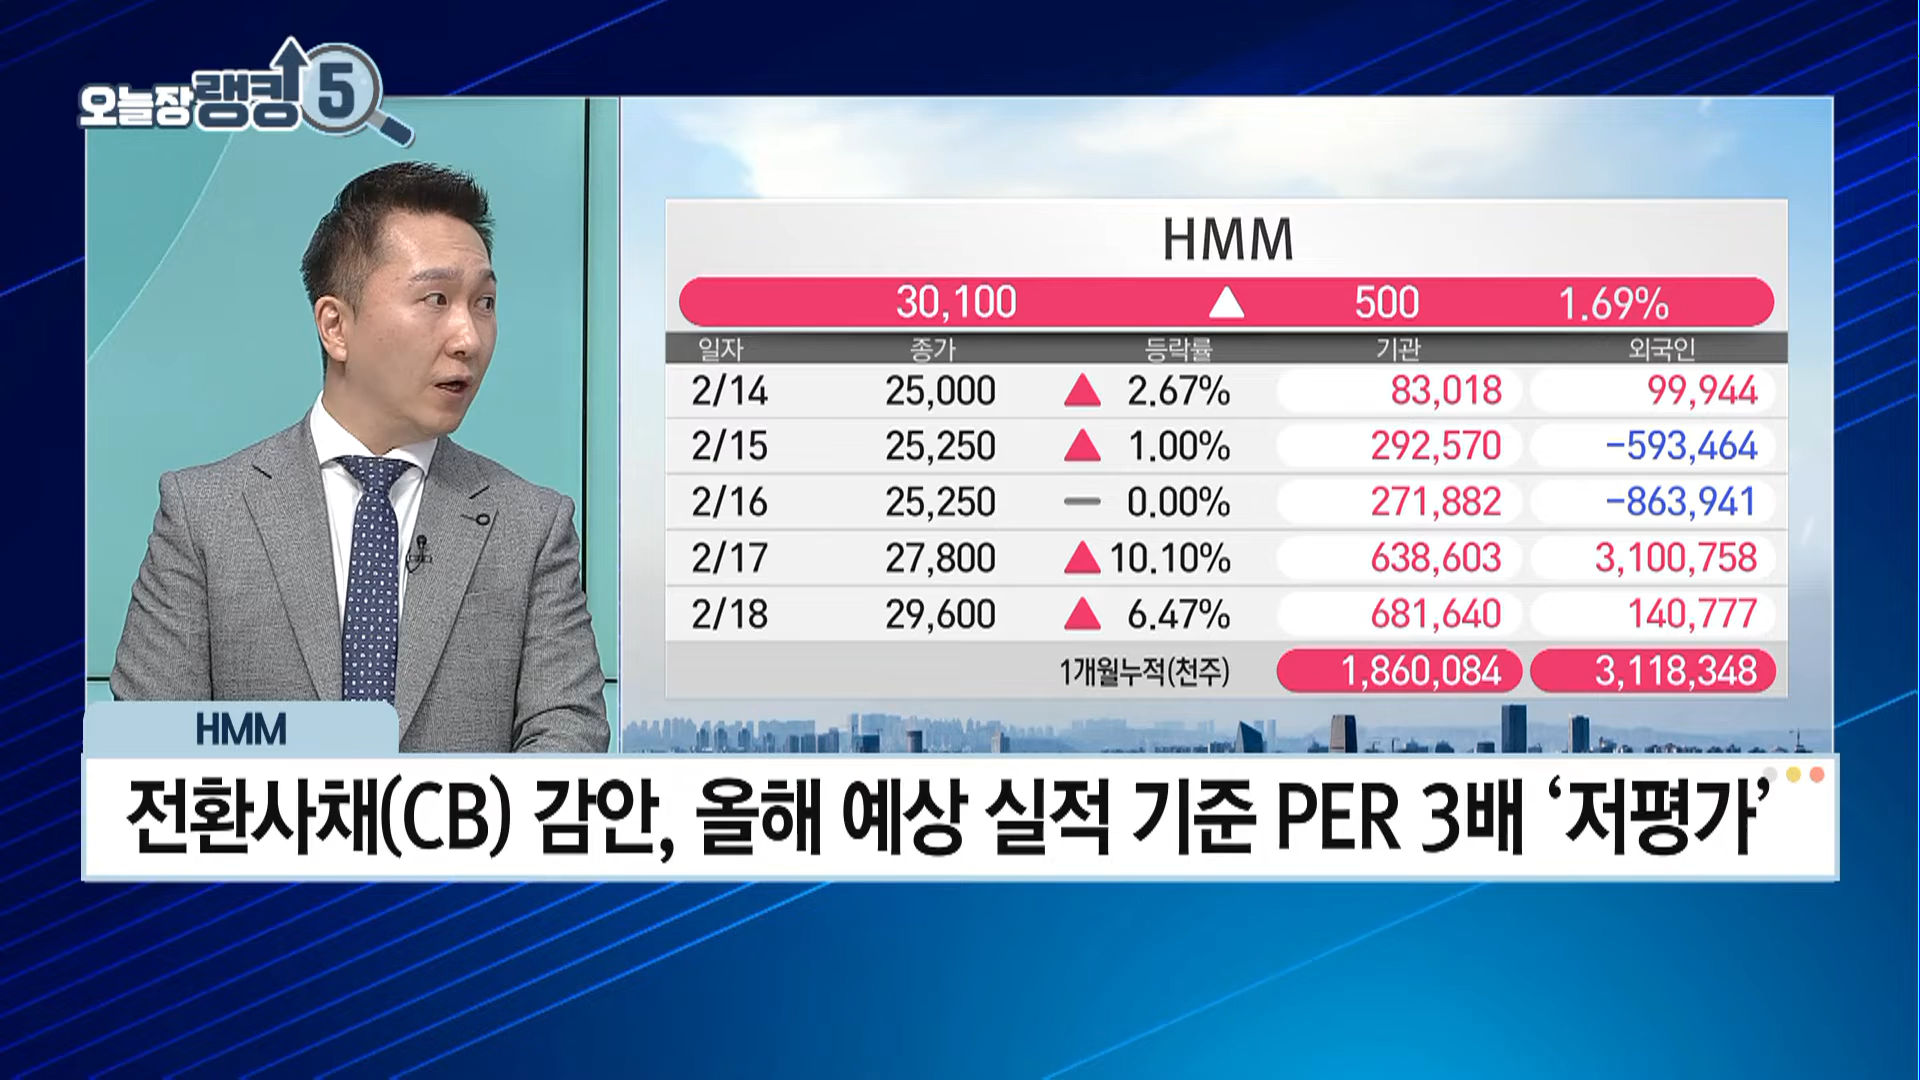 오늘장 랭킹 5
HMM
30,100 ▲ 500 1.69%
일자 종가 등락률 기관 외국인
2/14 25,000 ▲ 2.67% 83,018 99,944
2/15 25,250 ▲ 1.00% 292,570 -593,464
2/16 25,250 - 0.00% 271,882 -863,941
2/17 27,800 ▲ 10.10% 638,603 3,100,758
2/18 29,600 ▲ 6.47% 681,640 140,777
1개월누적(천주) 1,860,084 3,118,348
HMM
전환사채(CB) 감안, 올해 예상 실적 기준 PER 3배 ‘저평가’